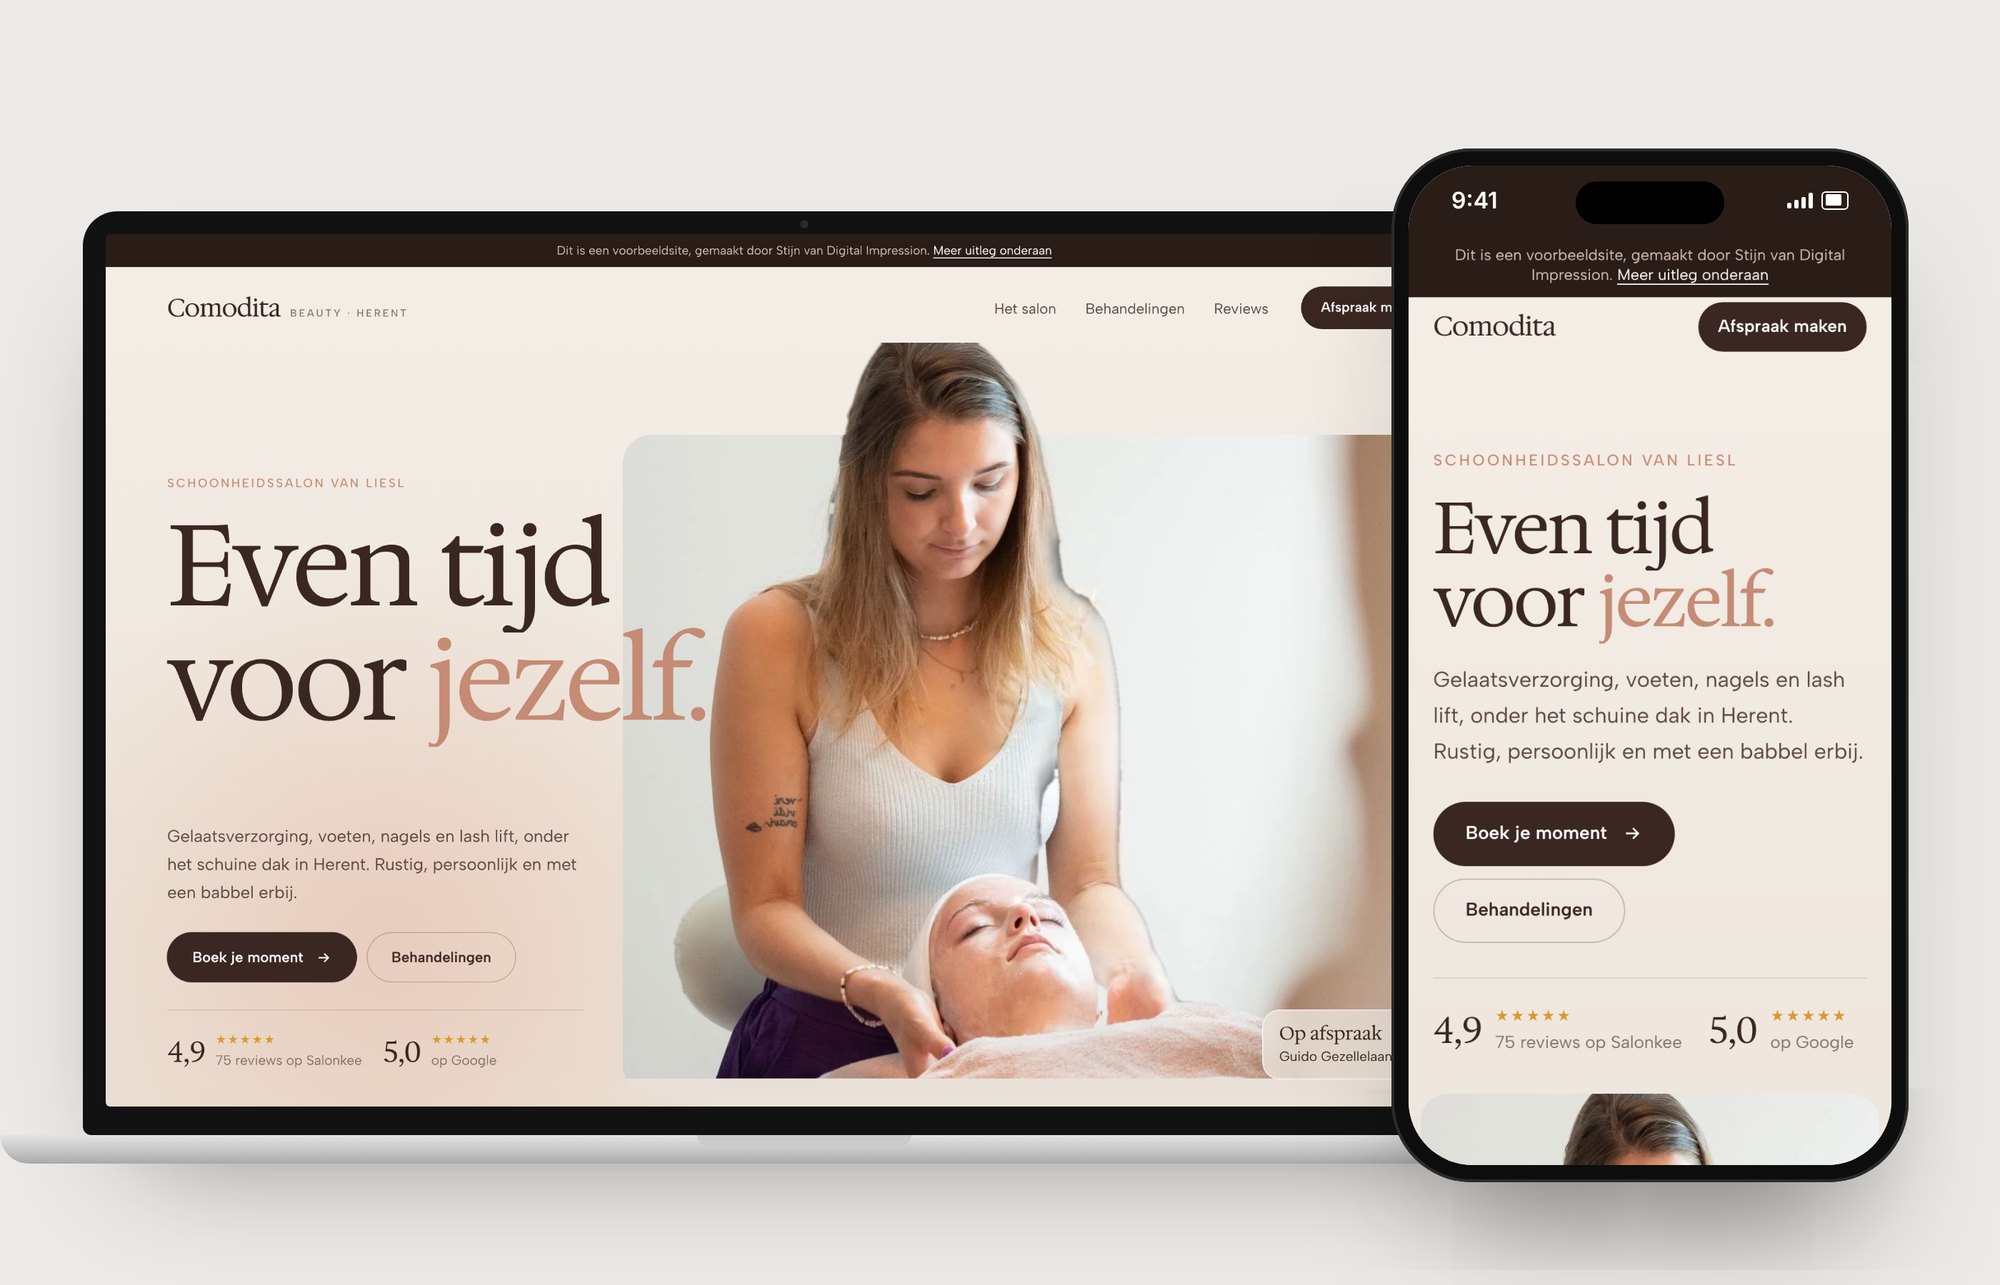 Dit is een voorbeeldsite, gemaakt door Stijn van Digital Impression. Meer uitleg onderaan
Comodita BEAUTY · HERENT
Het salon Behandelingen Reviews Afspraak m
SCHOONHEIDSSALON VAN LIESL
Even tijd
voor jezelf.
Gelaatsverzorging, voeten, nagels en lash lift, onder
het schuine dak in Herent. Rustig, persoonlijk en met
een babbel erbij.
Boek je moment → Behandelingen
4,9 ★★★★★ 75 reviews op Salonkee 5,0 ★★★★★ op Google
Op afspraak
Guido Gezellelaan
9:41
Dit is een voorbeeldsite, gemaakt door Stijn van Digital
Impression. Meer uitleg onderaan
Comodita Afspraak maken
SCHOONHEIDSSALON VAN LIESL
Even tijd
voor jezelf.
Gelaatsverzorging, voeten, nagels en lash
lift, onder het schuine dak in Herent.
Rustig, persoonlijk en met een babbel erbij.
Boek je moment →
Behandelingen
4,9 ★★★★★ 75 reviews op Salonkee 5,0 ★★★★★ op Google